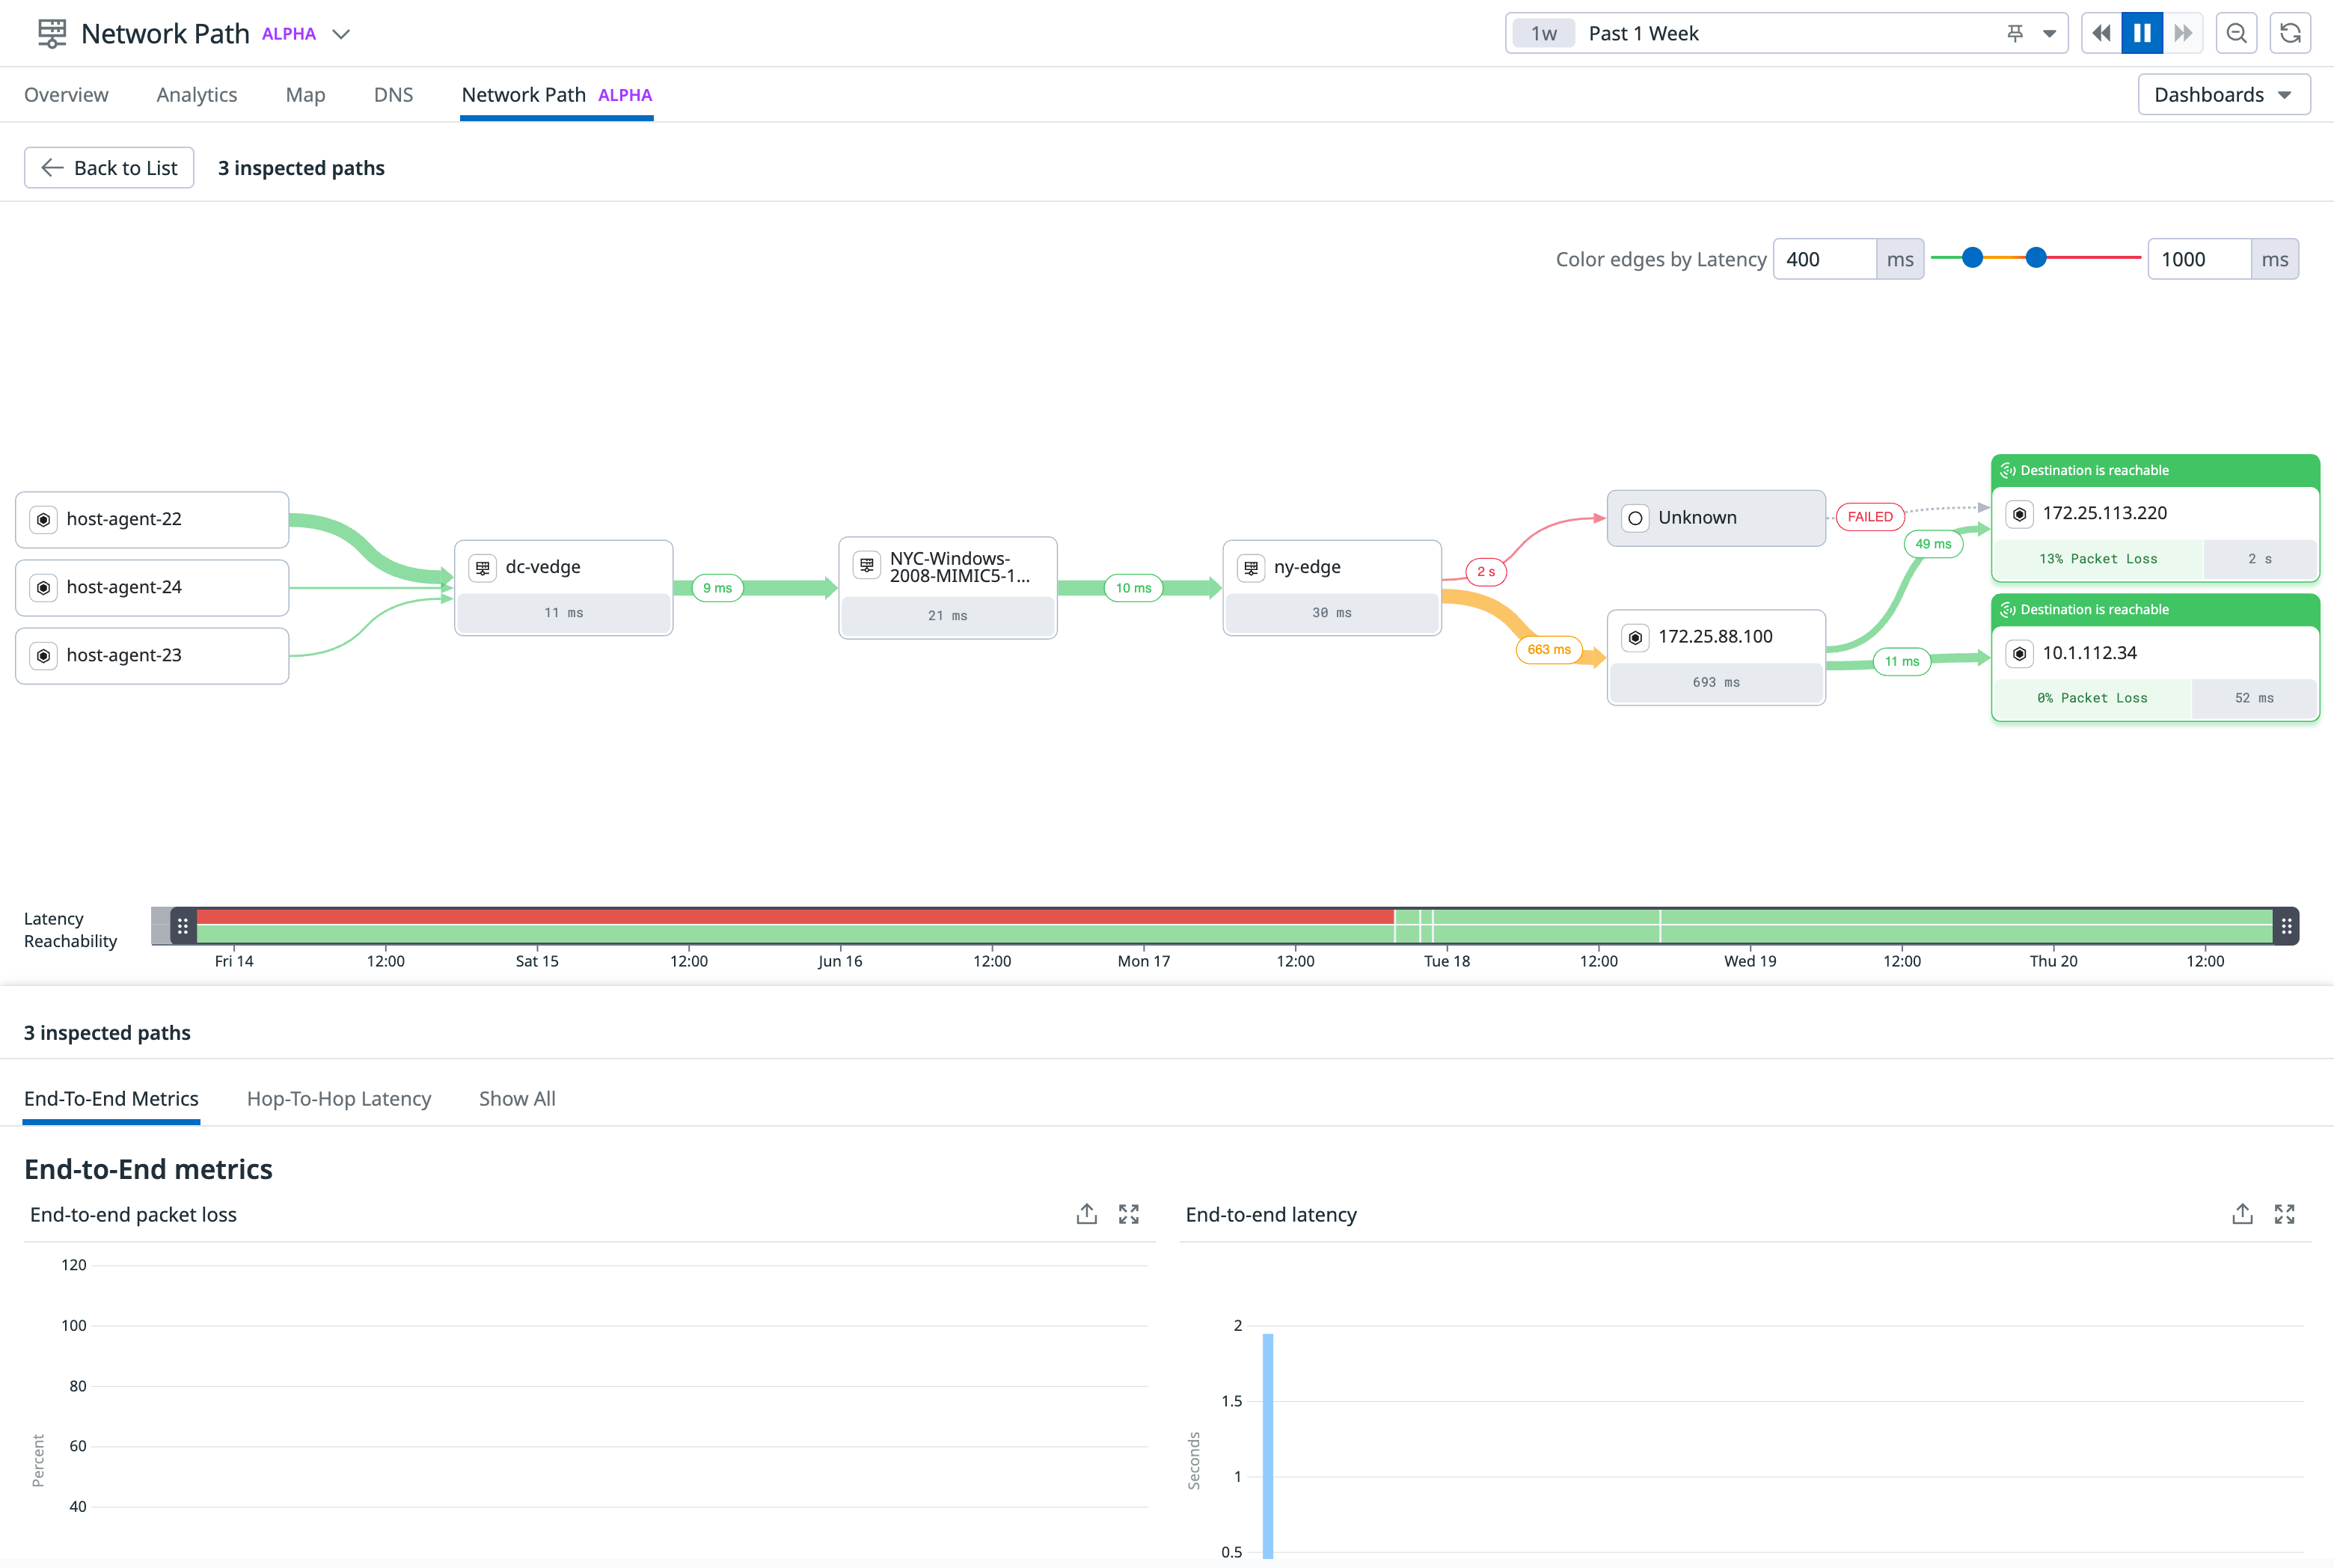 Network Path ALPHA
1w Past 1 Week
Overview Analytics Map DNS Network Path ALPHA
Dashboards
Back to List 3 inspected paths
Color edges by Latency 400 ms 1000 ms
host-agent-22
host-agent-24
host-agent-23
dc-vedge
11 ms
9 ms
NYC-Windows-
2008-MIMIC5-1...
21 ms
10 ms
ny-edge
30 ms
2 s
663 ms
Unknown
FAILED
172.25.88.100
693 ms
49 ms
11 ms
Destination is reachable
172.25.113.220
13% Packet Loss 2 s
Destination is reachable
10.1.112.34
0% Packet Loss 52 ms
Latency
Reachability
Fri 14 12:00 Sat 15 12:00 Jun 16 12:00 Mon 17 12:00 Tue 18 12:00 Wed 19 12:00 Thu 20 12:00
3 inspected paths
End-To-End Metrics Hop-To-Hop Latency Show All
End-to-End metrics
End-to-end packet loss
120
100
80
60
40
Percent
End-to-end latency
2
1.5
1
0.5
Seconds